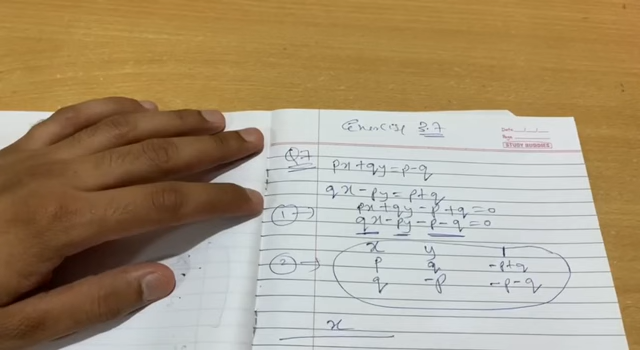 Exercise 3.7
Date
Page
STUDY BUDDIES
Q.7 px+qy=p-q
qx-py=p+q
① → px+qy-p+q=0
qx-py-p-q=0
② → x y 1
p q -p+q
q -p -p-q
x